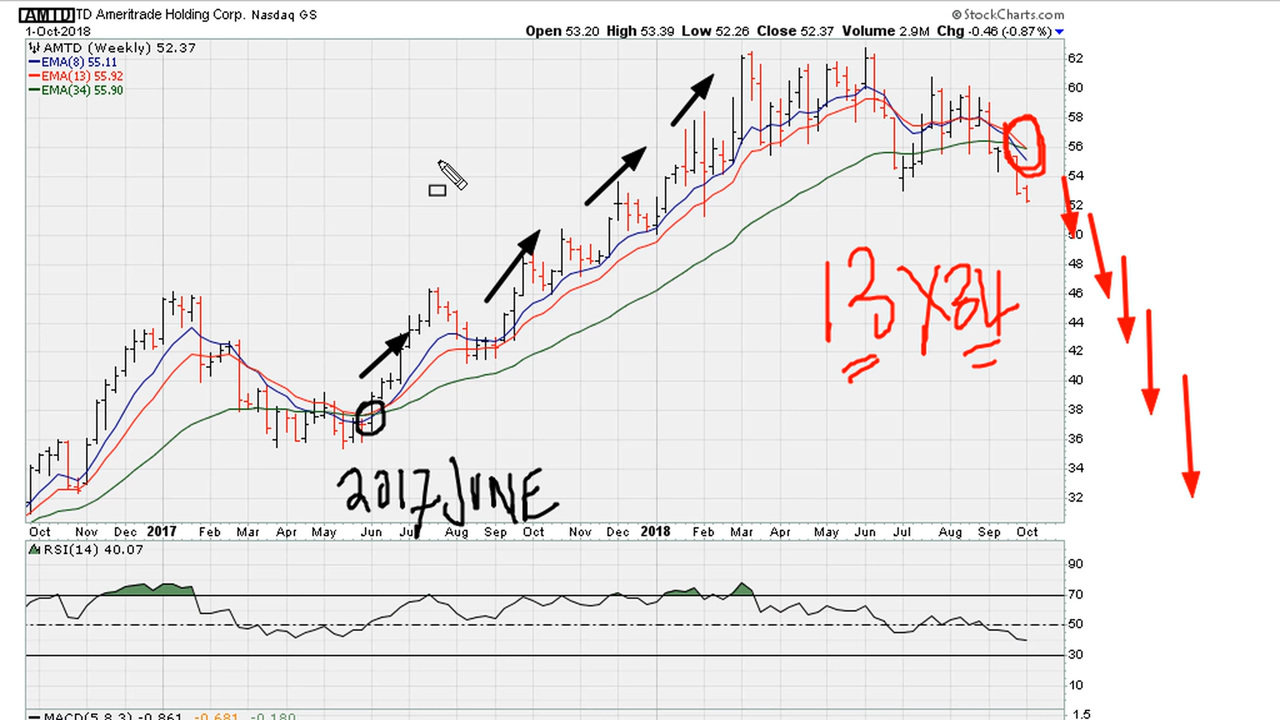 AMTD TD Ameritrade Holding Corp. Nasdaq GS © StockCharts.com
1-Oct-2018 Open 53.20 High 53.39 Low 52.26 Close 52.37 Volume 2.9M Chg -0.46 (-0.87%)
AMTD (Weekly) 52.37
EMA(8) 55.11
EMA(13) 55.92
EMA(34) 55.90
62
60
58
56
54
52
50
48
46
44
42
40
38
36
34
32
13 X 34
2017 JUNE
Oct Nov Dec 2017 Feb Mar Apr May Jun Jul Aug Sep Oct Nov Dec 2018 Feb Mar Apr May Jun Jul Aug Sep Oct
RSI(14) 40.07
90
70
50
30
10
MACD(5,8,3) -0.861, -0.681, -0.180
1.5